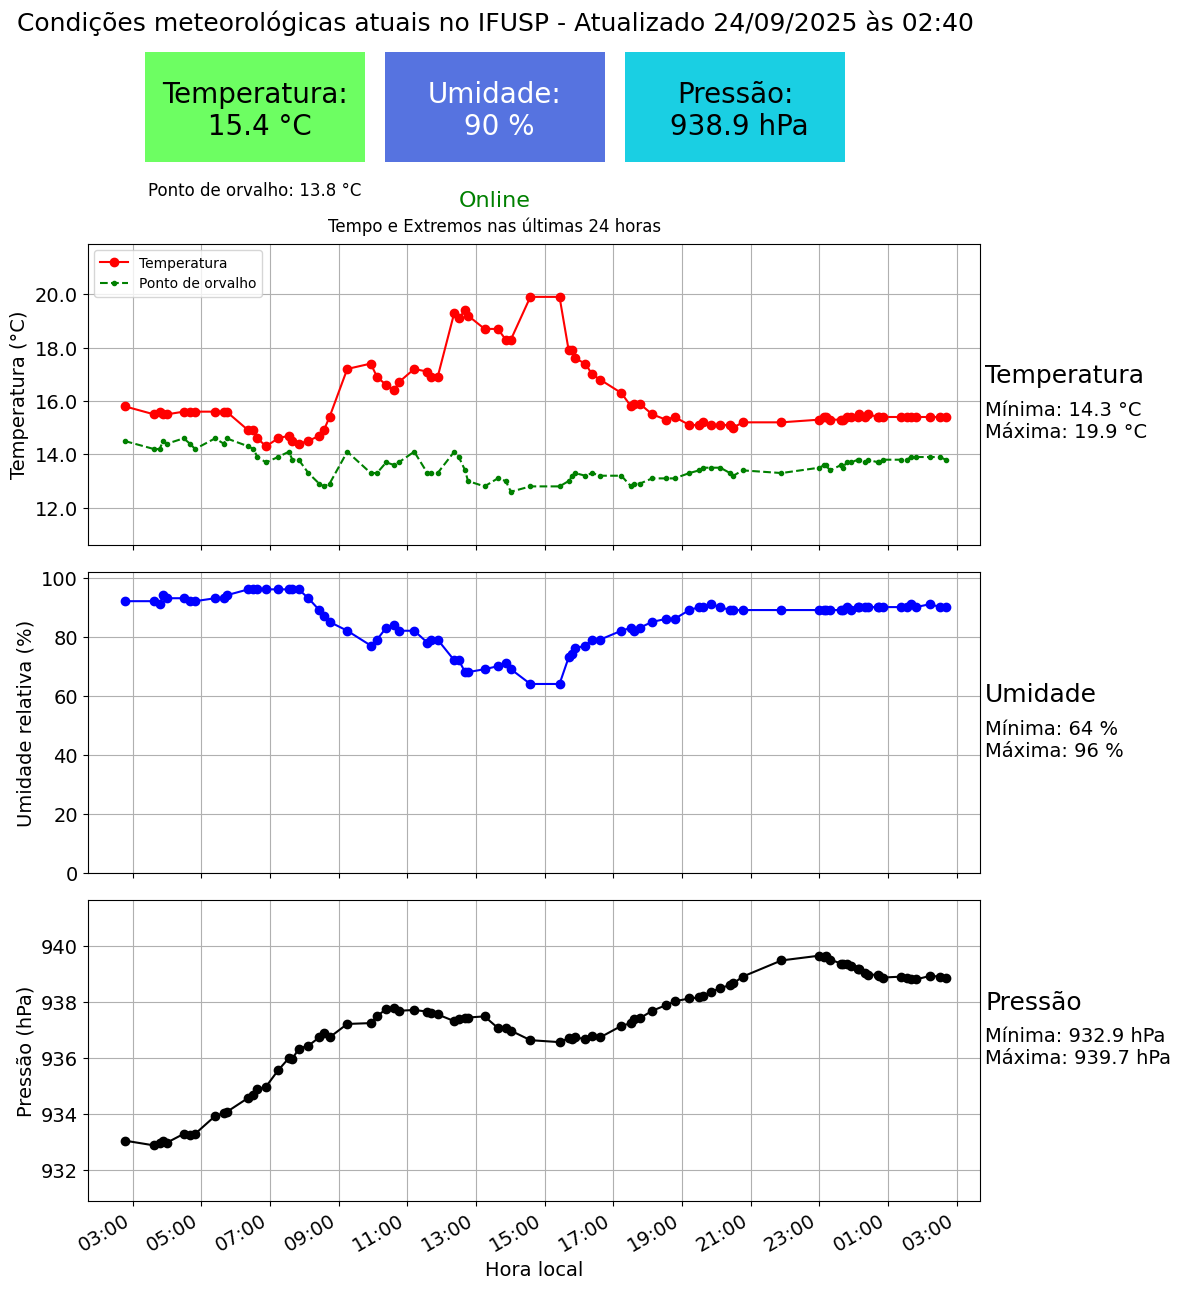 Condições meteorológicas atuais no IFUSP - Atualizado 24/09/2025 às 02:40
Temperatura:
15.4 °C
Umidade:
90 %
Pressão:
938.9 hPa
Ponto de orvalho: 13.8 °C
Online
Tempo e Extremos nas últimas 24 horas
Temperatura
Ponto de orvalho
Temperatura (°C)
20.0
18.0
16.0
14.0
12.0
Temperatura
Mínima: 14.3 °C
Máxima: 19.9 °C
Umidade relativa (%)
100
80
60
40
20
0
Umidade
Mínima: 64 %
Máxima: 96 %
Pressão (hPa)
940
938
936
934
932
Pressão
Mínima: 932.9 hPa
Máxima: 939.7 hPa
03:00 05:00 07:00 09:00 11:00 13:00 15:00 17:00 19:00 21:00 23:00 01:00 03:00
Hora local